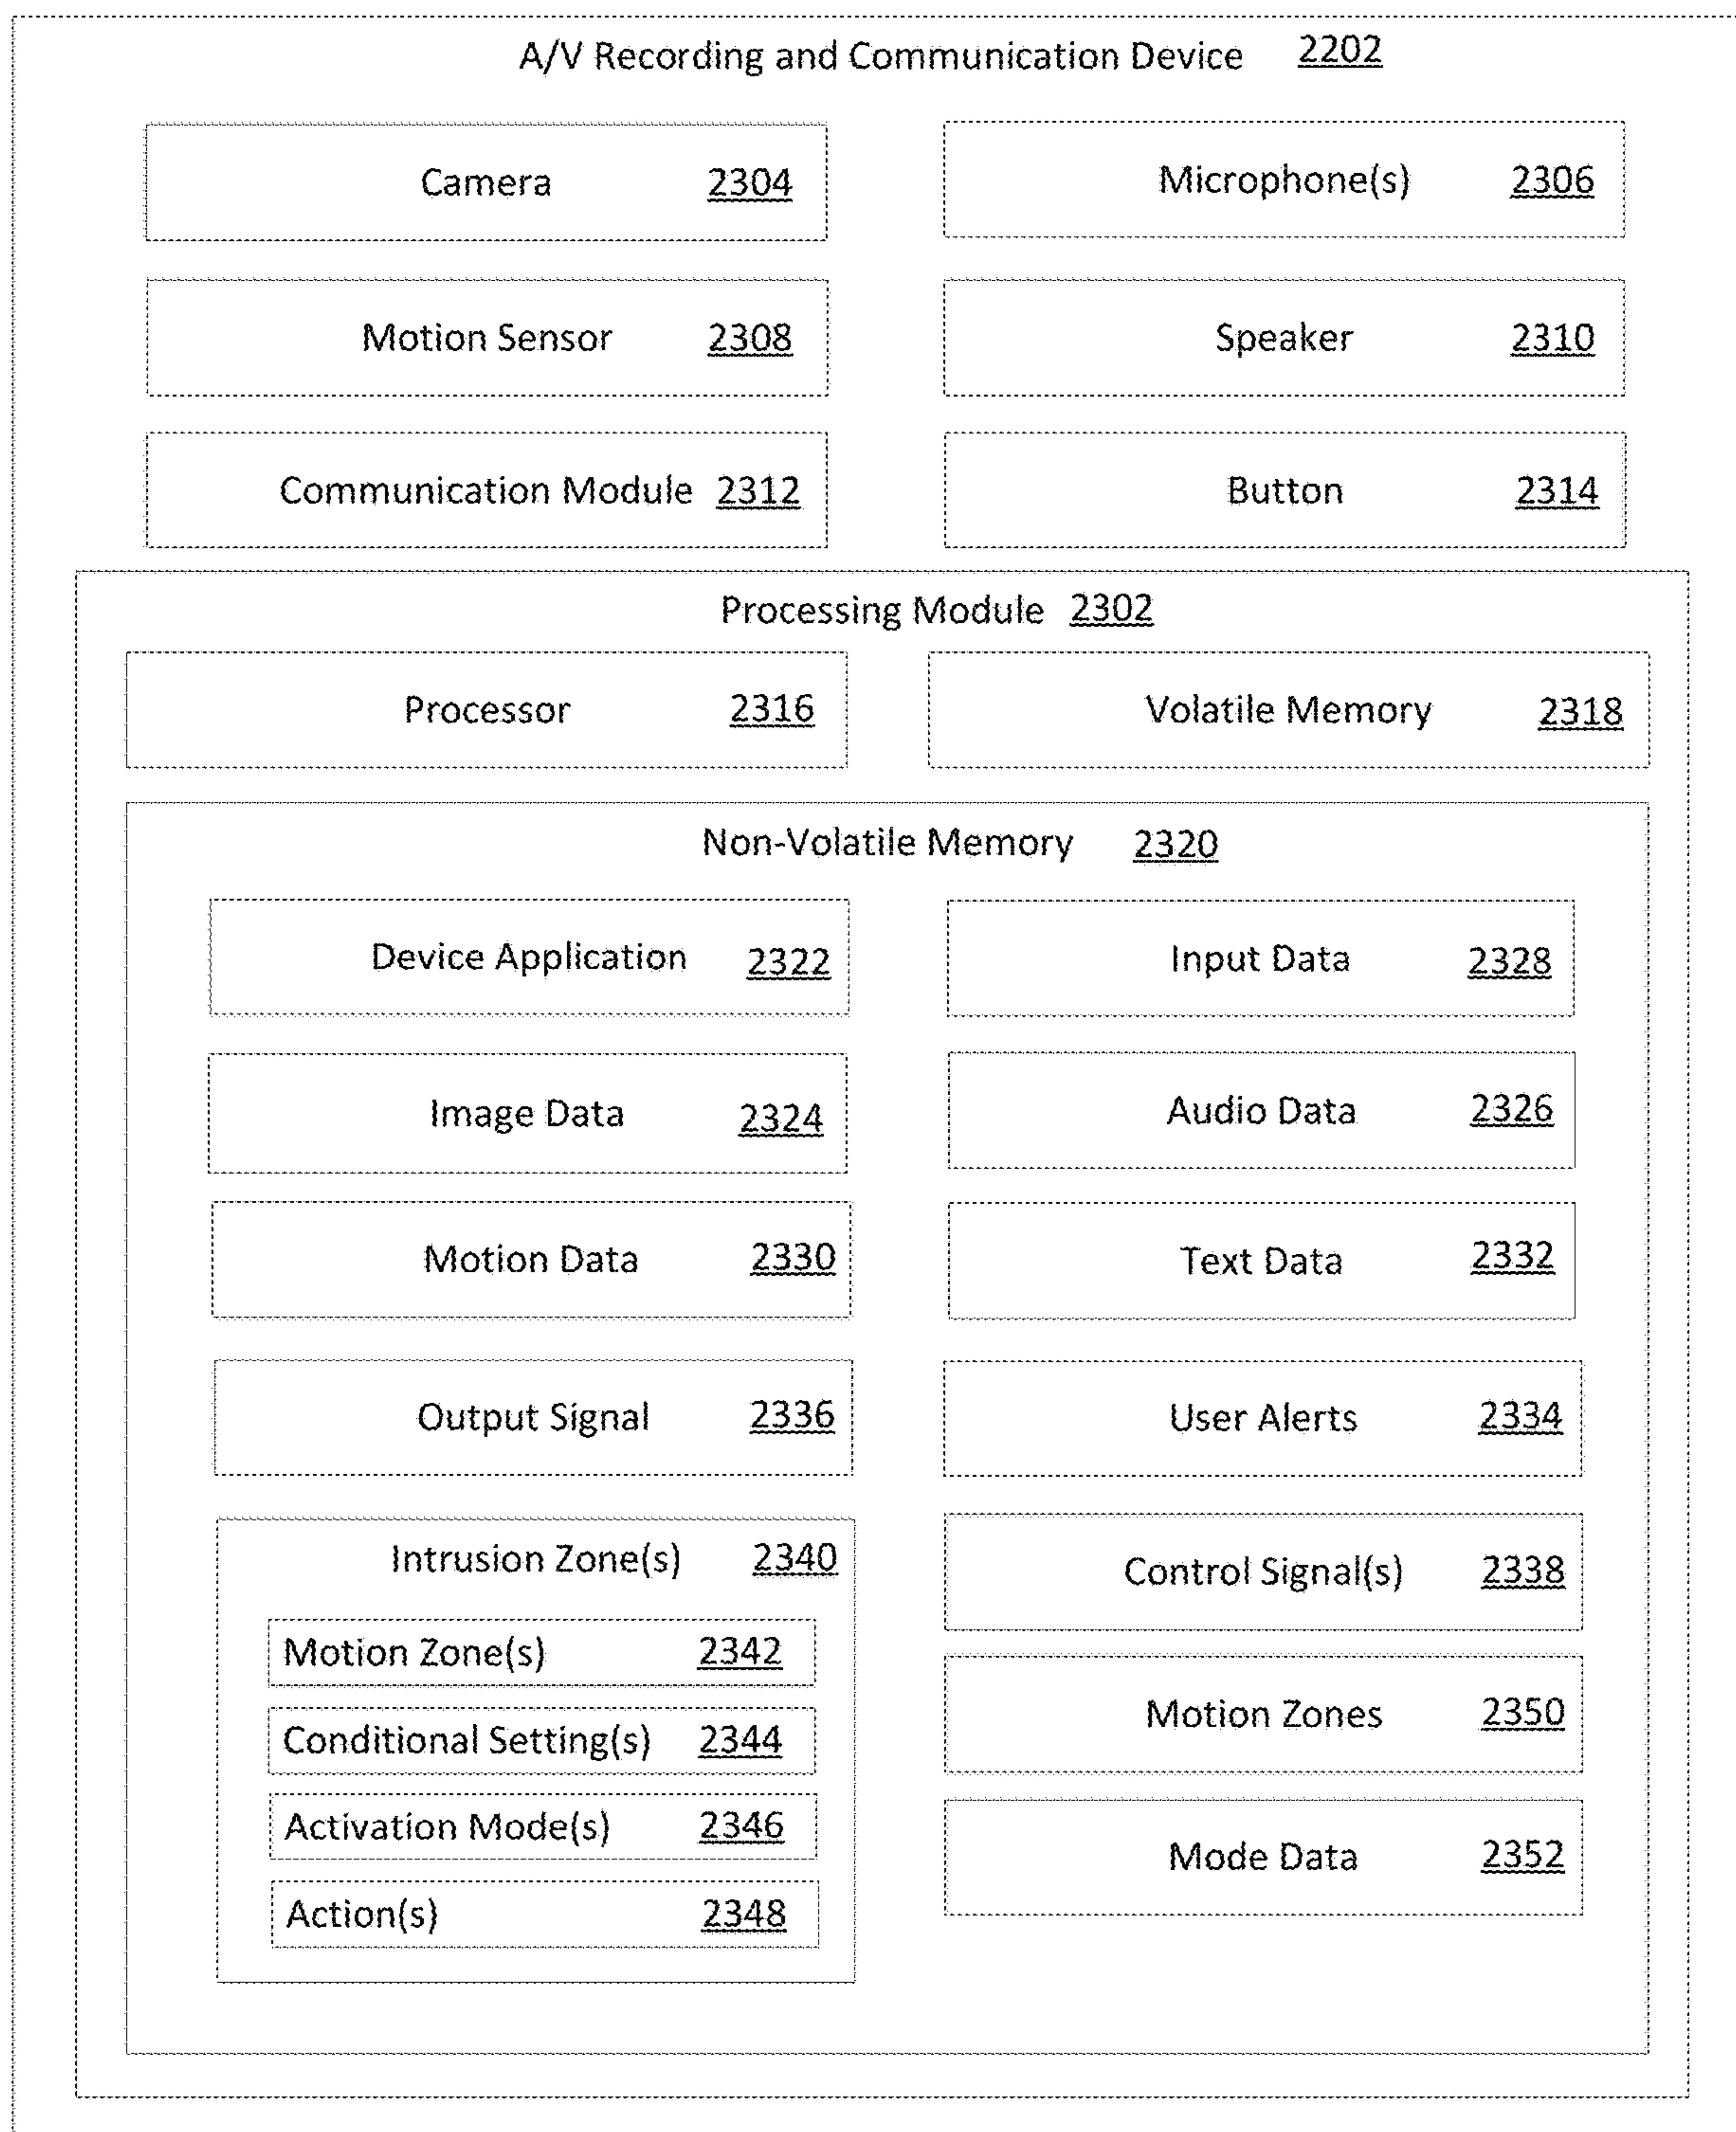 A/V Recording and Communication Device 2202
Camera 2304
Microphone(s) 2306
Motion Sensor 2308
Speaker 2310
Communication Module 2312
Button 2314
Processing Module 2302
Processor 2316
Volatile Memory 2318
Non-Volatile Memory 2320
Device Application 2322
Input Data 2328
Image Data 2324
Audio Data 2326
Motion Data 2330
Text Data 2332
Output Signal 2336
User Alerts 2334
Intrusion Zone(s) 2340
Motion Zone(s) 2342
Conditional Setting(s) 2344
Activation Mode(s) 2346
Action(s) 2348
Control Signal(s) 2338
Motion Zones 2350
Mode Data 2352